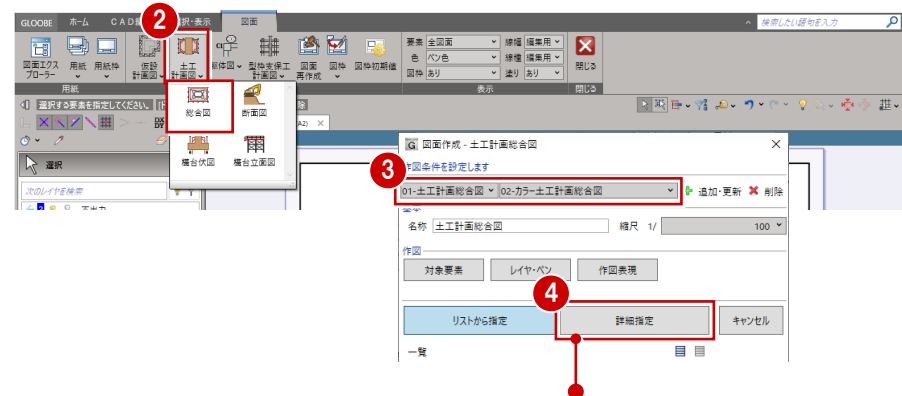 GLOOBE ホーム CAD 択・表示 図面 検索したい語句を入力
2
図面エクスプローラー 用紙 用紙枠 仮設計画図 土工計画図 躯体図 型枠支保工計画図 図面再作成 図枠 図枠初期値 閉じる
要素 全図面 線幅 編集用
色 ペン色 線種 編集用
図枠 あり 塗り あり
用紙 表示 閉じる
選択する要素を指定してください。
総合図 断面図
構台伏図 構台立面図
選択
次のレイヤを検索
未出力
G 図面作成 - 土工計画総合図
3
作図条件を設定します
01-土工計画総合図 02-カラー土工計画総合図 追加・更新 削除
基本
名称 土工計画総合図 縮尺 1/ 100
作図
対象要素 レイヤ・ペン 作図表現
4
リストから指定 詳細指定 キャンセル
一覧